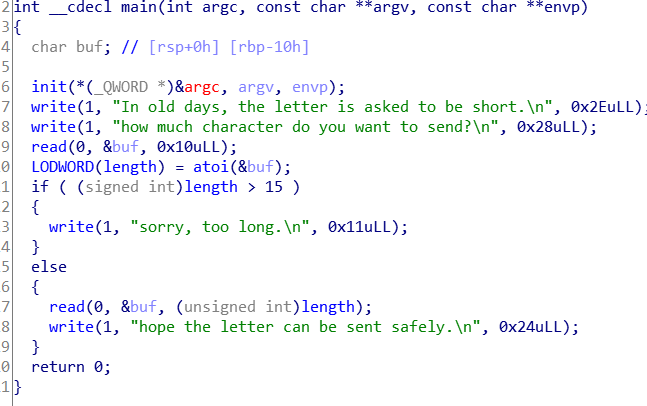 2 int __cdecl main(int argc, const char **argv, const char **envp)
3 {
4   char buf; // [rsp+0h] [rbp-10h]
5
6   init(*(_QWORD *)&argc, argv, envp);
7   write(1, "In old days, the letter is asked to be short.\n", 0x2EuLL);
8   write(1, "how much character do you want to send?\n", 0x28uLL);
9   read(0, &buf, 0x10uLL);
0   LODWORD(length) = atoi(&buf);
1   if ( (signed int)length > 15 )
2   {
3     write(1, "sorry, too long.\n", 0x11uLL);
4   }
5   else
6   {
7     read(0, &buf, (unsigned int)length);
8     write(1, "hope the letter can be sent safely.\n", 0x24uLL);
9   }
0   return 0;
1 }